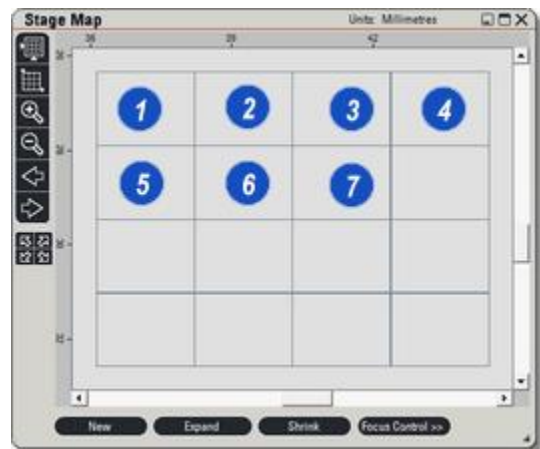 Stage Map
Units: Millimetres
36 39 42
1 2 3 4
5 6 7
New Expand Shrink Focus Control >>